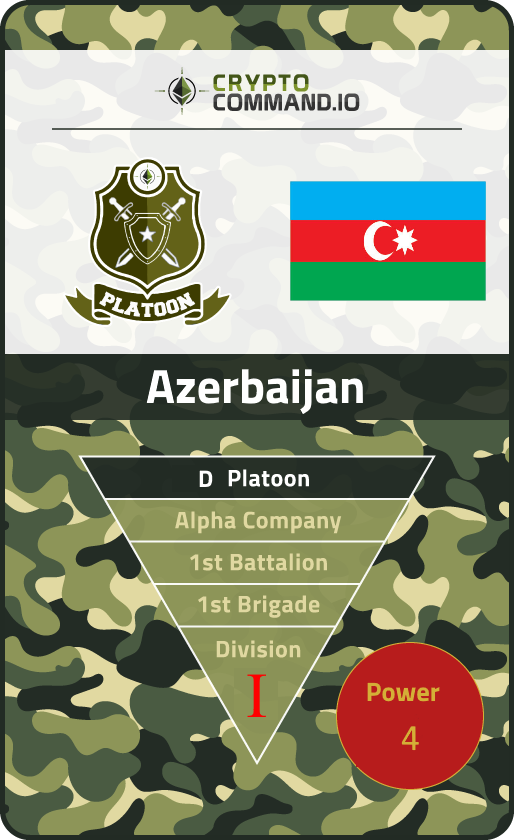 CRYPTO
COMMAND.IO
PLATOON
Azerbaijan
D Platoon
Alpha Company
1st Battalion
1st Brigade
Division
I
Power
4